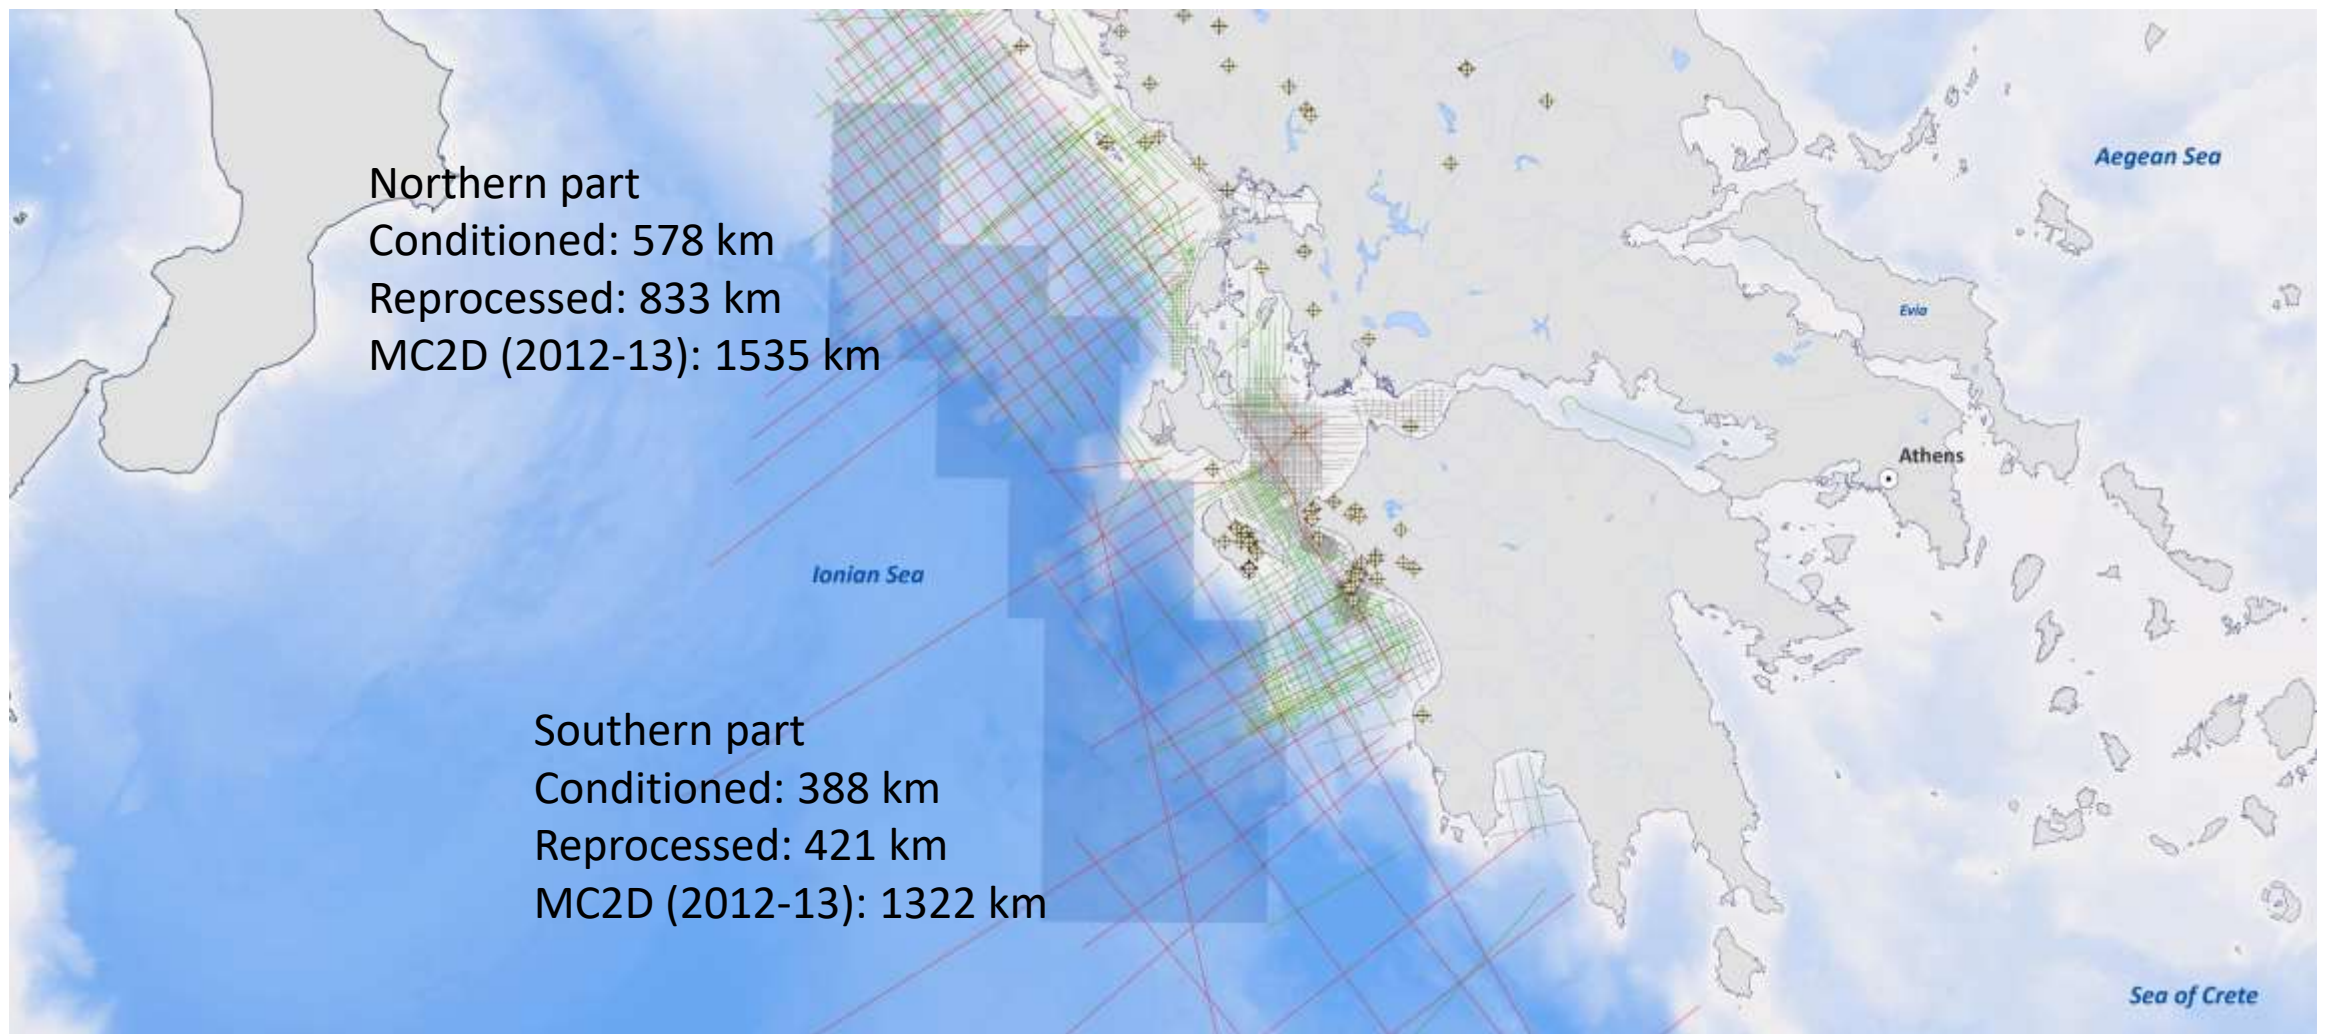 Aegean Sea
Northern part
Conditioned: 578 km
Reprocessed: 833 km
MC2D (2012-13): 1535 km
Evia
Athens
Ionian Sea
Southern part
Conditioned: 388 km
Reprocessed: 421 km
MC2D (2012-13): 1322 km
Sea of Crete